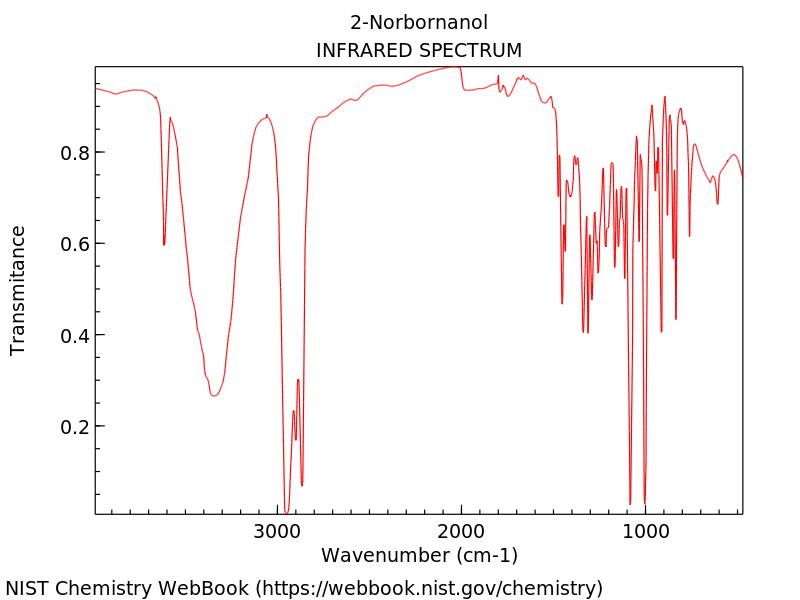 2-Norbornanol
INFRARED SPECTRUM
0.8
0.6
0.4
0.2
Transmitance
3000 2000 1000
Wavenumber (cm-1)
NIST Chemistry WebBook (https://webbook.nist.gov/chemistry)